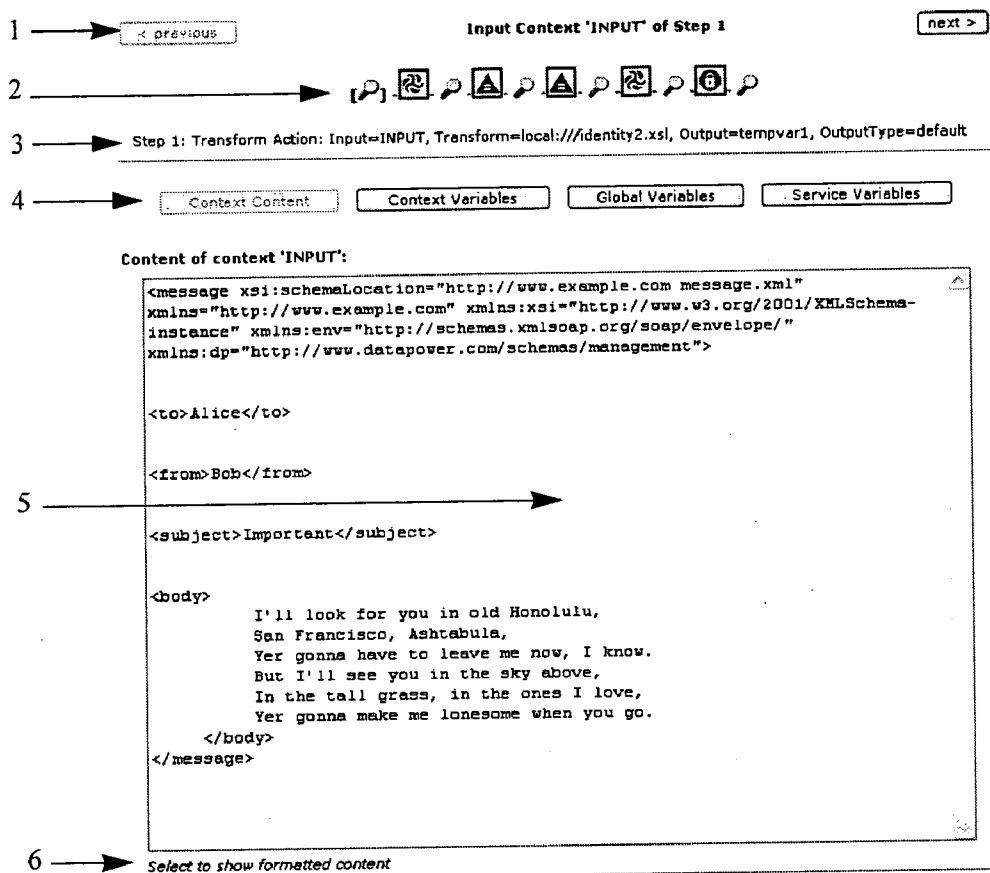 1
< previous
Input Context 'INPUT' of Step 1
next >
2
[ ]
3
Step 1: Transform Action: Input=INPUT, Transform=local:///identity2.xsl, Output=tempvar1, OutputType=default
4
Context Content
Context Variables
Global Variables
Service Variables
Content of context 'INPUT':
<message xsi:schemaLocation="http://www.example.com message.xml"
xmlns="http://www.example.com" xmlns:xsi="http://www.w3.org/2001/XMLSchema-
instance" xmlns:env="http://schemas.xmlsoap.org/soap/envelope/"
xmlns:dp="http://www.datapower.com/schemas/management">
<to>Alice</to>
<from>Bob</from>
5
<subject>Important</subject>
<body>
I'll look for you in old Honolulu,
San Francisco, Ashtabula,
Yer gonna have to leave me now, I know.
But I'll see you in the sky above,
In the tall grass, in the ones I love,
Yer gonna make me lonesome when you go.
</body>
</message>
6
Select to show formatted content